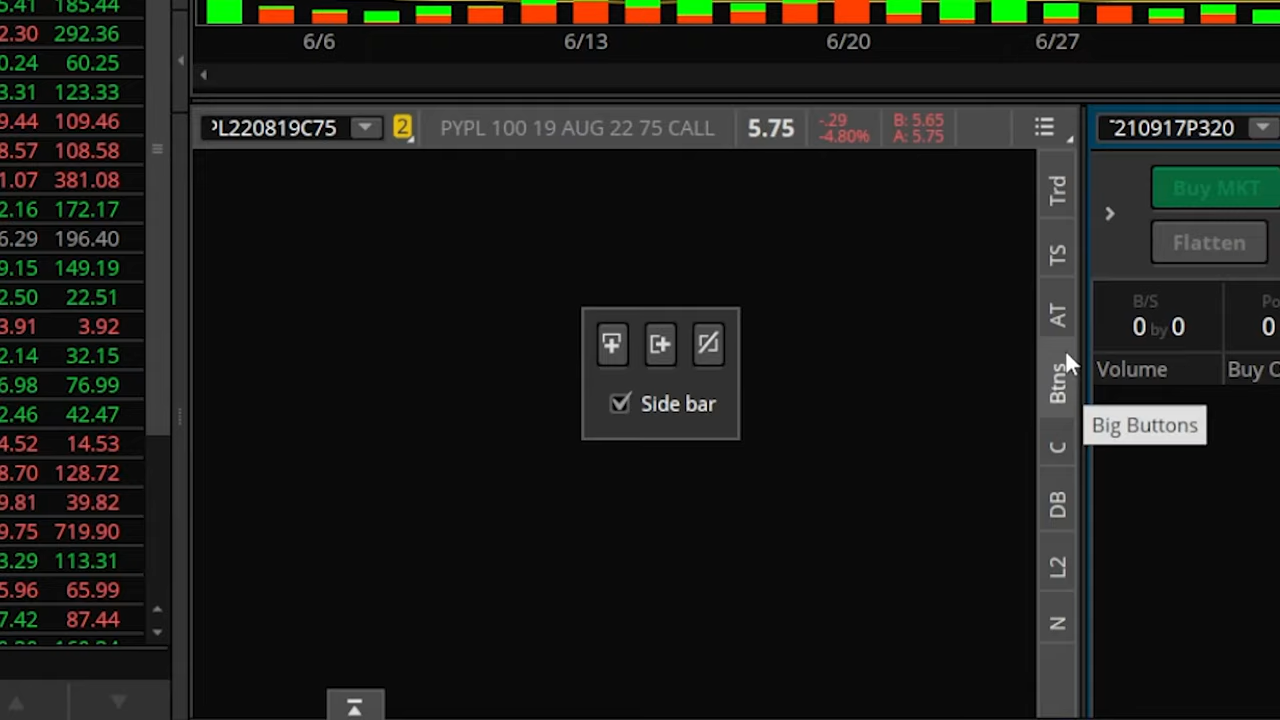 5.41 185.44
2.30 292.36
0.24 60.25
3.31 123.33
9.44 109.46
8.57 108.58
1.07 381.08
2.16 172.17
6.29 196.40
9.15 149.19
2.50 22.51
3.91 3.92
2.14 32.15
6.98 76.99
2.46 42.47
4.52 14.53
8.70 128.72
9.81 39.82
9.75 719.90
3.29 113.31
5.96 65.99
7.42 87.44
6/6 6/13 6/20 6/27
PL220819C75 2 PYPL 100 19 AUG 22 75 CALL 5.75
-.29
-4.80%
B: 5.65
A: 5.75
Side bar
Trd
TS
AT
Btns
C
DB
L2
N
Big Buttons
210917P320
Buy MKT
Flatten
B/S Po
0 by 0 0
Volume Buy O